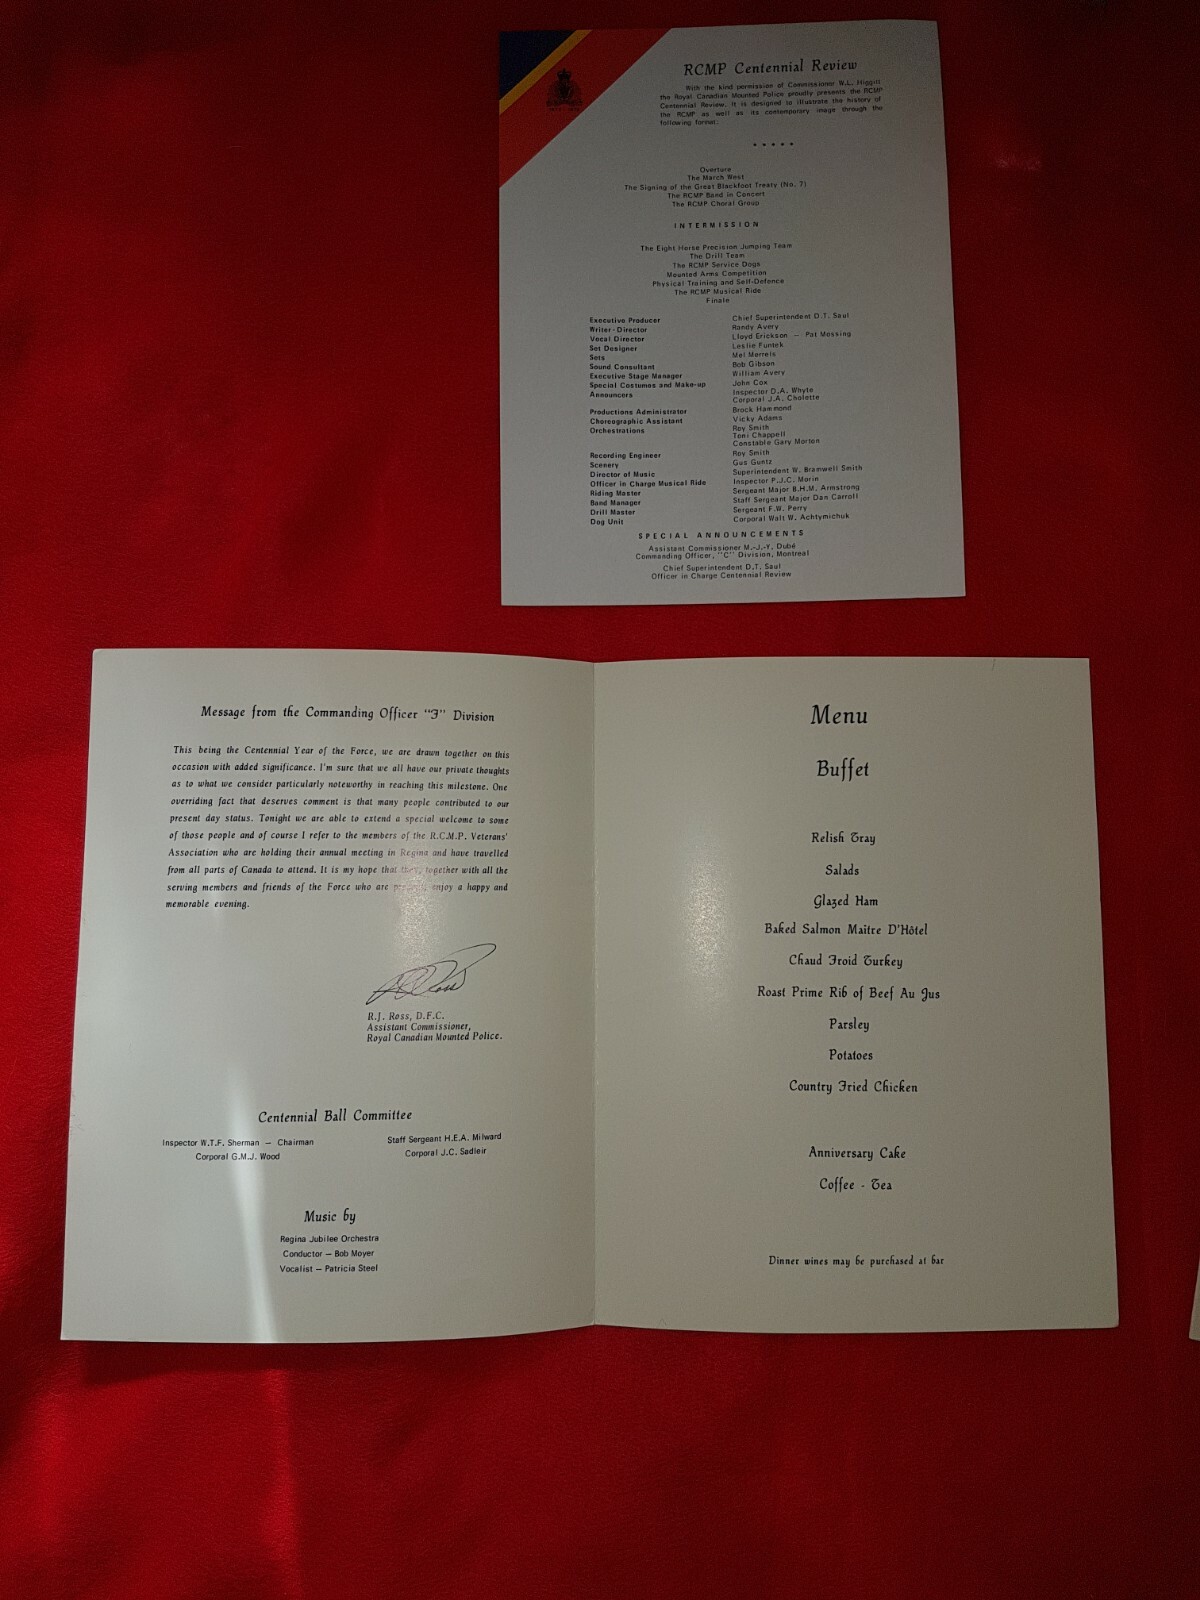 RCMP Centennial Review
With the kind permission of Commissioner W.L. Higgitt
the Royal Canadian Mounted Police proudly presents the RCMP
Centennial Review. It is designed to illustrate the history of
the RCMP as well as its contemporary image through the
following format:
• • • • •
Overture
The March West
The Signing of the Great Blackfoot Treaty (No. 7)
The RCMP Band in Concert
The RCMP Choral Group
INTERMISSION
The Eight Horse Precision Jumping Team
The Drill Team
The RCMP Service Dogs
Mounted Arms Competition
Physical Training and Self-Defence
The RCMP Musical Ride
Finale
Executive Producer Chief Superintendent D.T. Saul
Writer-Director Randy Avery
Vocal Director Lloyd Erickson — Pat Mossing
Set Designer Leslie Funtek
Sets Mel Merrels
Sound Consultant Bob Gibson
Executive Stage Manager William Avery
Special Costumes and Make-up John Cox
Announcers Inspector D.A. Whyte
Corporal J.A. Cholette
Productions Administrator Brock Hammond
Choreographic Assistant Vicky Adams
Orchestrations Roy Smith
Toni Chappell
Constable Gary Morton
Recording Engineer Roy Smith
Scenery Gus Guntz
Director of Music Superintendent W. Bramwell Smith
Officer in Charge Musical Ride Inspector P.J.C. Morin
Riding Master Sergeant Major B.H.M. Armstrong
Band Manager Staff Sergeant Major Dan Carroll
Drill Master Sergeant F.W. Perry
Dog Unit Corporal Walt W. Achtymichuk
SPECIAL ANNOUNCEMENTS
Assistant Commissioner M.-J.-Y. Dubé
Commanding Officer, "C" Division, Montreal
Chief Superintendent D.T. Saul
Officer in Charge Centennial Review
Message from the Commanding Officer "F" Division
This being the Centennial Year of the Force, we are drawn together on this
occasion with added significance. I'm sure that we all have our private thoughts
as to what we consider particularly noteworthy in reaching this milestone. One
overriding fact that deserves comment is that many people contributed to our
present day status. Tonight we are able to extend a special welcome to some
of those people and of course I refer to the members of the R.C.M.P. Veterans'
Association who are holding their annual meeting in Regina and have travelled
from all parts of Canada to attend. It is my hope that they, together with all the
serving members and friends of the Force who are present, enjoy a happy and
memorable evening.
R.J. Ross, D.F.C.
Assistant Commissioner,
Royal Canadian Mounted Police.
Centennial Ball Committee
Inspector W.T.F. Sherman — Chairman
Corporal G.M.J. Wood
Staff Sergeant H.E.A. Milward
Corporal J.C. Sadleir
Music by
Regina Jubilee Orchestra
Conductor — Bob Moyer
Vocalist — Patricia Steel
Menu
Buffet
Relish Tray
Salads
Glazed Ham
Baked Salmon Maître D'Hôtel
Chaud Froid Turkey
Roast Prime Rib of Beef Au Jus
Parsley
Potatoes
Country Fried Chicken
Anniversary Cake
Coffee - Tea
Dinner wines may be purchased at bar